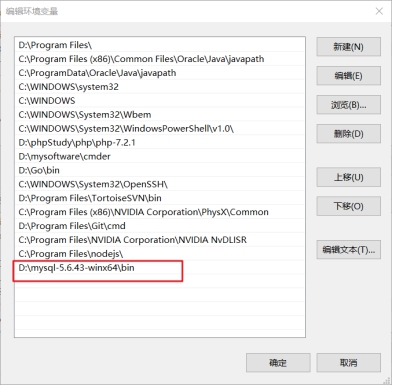 编辑环境变量
D:\Program Files\
C:\Program Files (x86)\Common Files\Oracle\Java\javapath
C:\ProgramData\Oracle\Java\javapath
C:\WINDOWS\system32
C:\WINDOWS
C:\WINDOWS\System32\Wbem
C:\WINDOWS\System32\WindowsPowerShell\v1.0\
D:\phpStudy\php\php-7.2.1
D:\mysoftware\cmder
D:\Go\bin
C:\WINDOWS\System32\OpenSSH\
D:\Program Files\TortoiseSVN\bin
C:\Program Files (x86)\NVIDIA Corporation\PhysX\Common
D:\Program Files\Git\cmd
C:\Program Files\NVIDIA Corporation\NVIDIA NvDLISR
C:\Program Files\nodejs\
D:\mysql-5.6.43-winx64\bin
新建(N)
编辑(E)
浏览(B)...
删除(D)
上移(U)
下移(O)
编辑文本(T)...
确定
取消